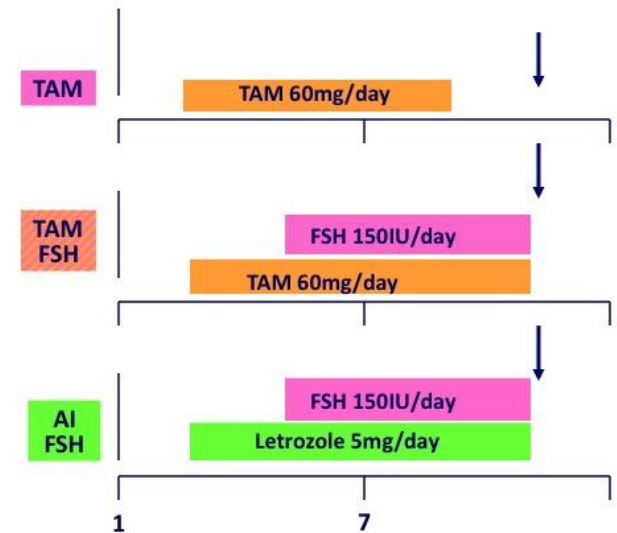 TAM
TAM 60mg/day
TAM
FSH
FSH 150IU/day
TAM 60mg/day
AI
FSH
FSH 150IU/day
Letrozole 5mg/day
1
7